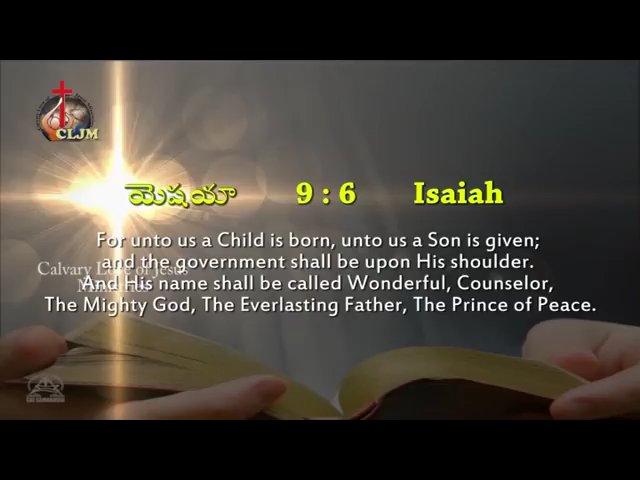 CLJM
యెషయా 9 : 6 Isaiah
For unto us a Child is born, unto us a Son is given;
and the government shall be upon His shoulder.
Calvary Love of Jesus
And His name shall be called Wonderful, Counselor,
The Mighty God, The Everlasting Father, The Prince of Peace.